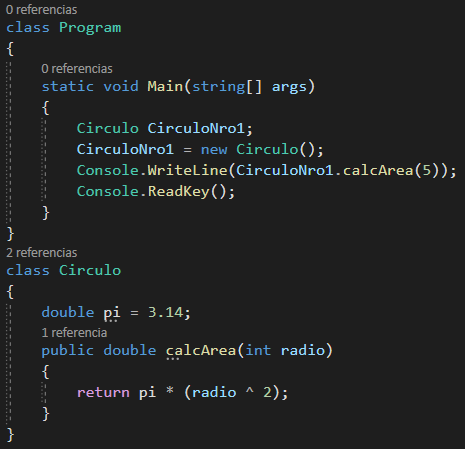 0 referencias
class Program
{
0 referencias
static void Main(string[] args)
{
Circulo CirculoNro1;
CirculoNro1 = new Circulo();
Console.WriteLine(CirculoNro1.calcArea(5));
Console.ReadKey();
}
}
2 referencias
class Circulo
{
double pi = 3.14;
1 referencia
public double calcArea(int radio)
{
return pi * (radio ^ 2);
}
}